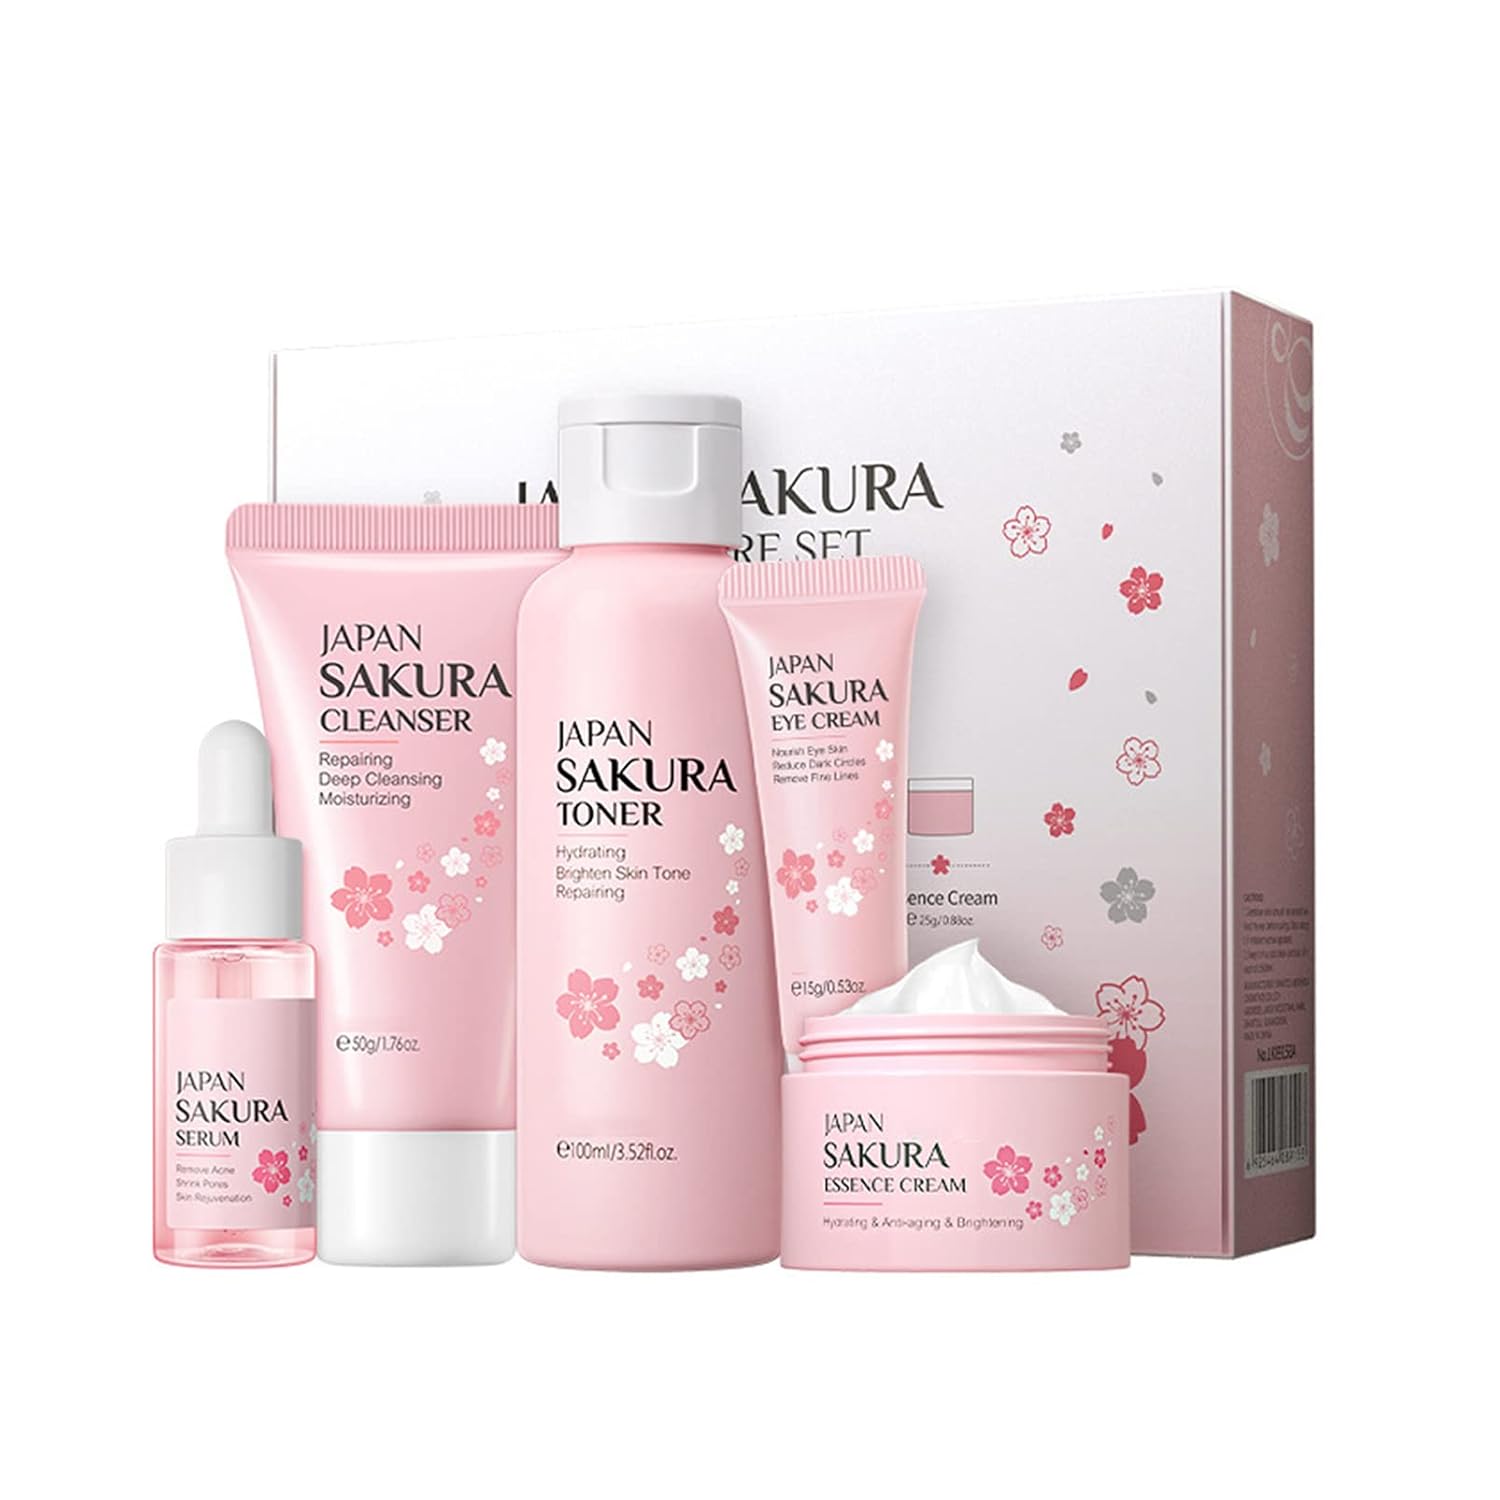 AKURA
RE SET
JAPAN
SAKURA
CLEANSER
Repairing
Deep Cleansing
Moisturizing
℮50g/1.76oz.
JAPAN
SAKURA
TONER
Hydrating
Brighten Skin Tone
Repairing
℮100ml/3.52fl.oz.
JAPAN
SAKURA
EYE CREAM
Nourish Eye Skin
Reduce Dark Circles
Remove Fine Lines
℮15g/0.53oz.
ence Cream
℮25g/0.88oz.
JAPAN
SAKURA
SERUM
Remove Acne
Shrink Pores
Skin Rejuvenation
JAPAN
SAKURA
ESSENCE CREAM
Hydrating & Anti-aging & Brightening